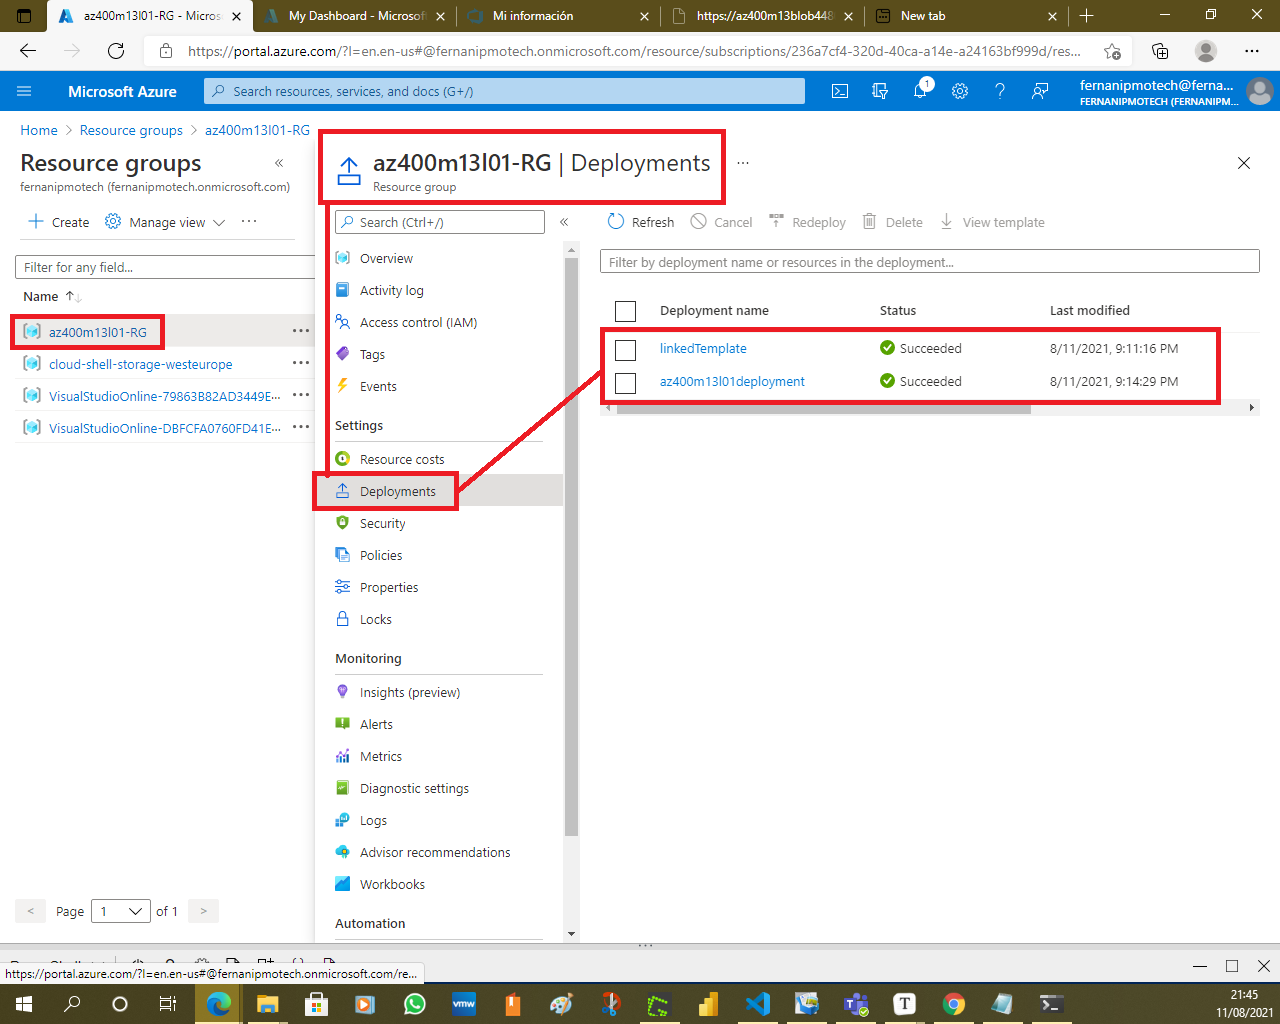 az400m13l01-RG - Micros
My Dashboard - Microsoft
Mi información
https://az400m13blob448
New tab
https://portal.azure.com/?l=en.en-us#@fernanipmotech.onmicrosoft.com/resource/subscriptions/236a7cf4-320d-40ca-a14e-a24163bf999d/res...
Microsoft Azure
Search resources, services, and docs (G+/)
1
fernanipmotech@ferna...
FERNANIPMOTECH (FERNANIPM...
Home > Resource groups > az400m13l01-RG
Resource groups
fernanipmotech (fernanipmotech.onmicrosoft.com)
Create
Manage view
Filter for any field...
Name
az400m13l01-RG
cloud-shell-storage-westeurope
VisualStudioOnline-79863B82AD3449E...
VisualStudioOnline-DBFCFA0760FD41E...
< Page 1 of 1 >
az400m13l01-RG | Deployments
Resource group
Search (Ctrl+/)
Overview
Activity log
Access control (IAM)
Tags
Events
Settings
Resource costs
Deployments
Security
Policies
Properties
Locks
Monitoring
Insights (preview)
Alerts
Metrics
Diagnostic settings
Logs
Advisor recommendations
Workbooks
Automation
Refresh
Cancel
Redeploy
Delete
View template
Filter by deployment name or resources in the deployment...
Deployment name Status Last modified
linkedTemplate Succeeded 8/11/2021, 9:11:16 PM
az400m13l01deployment Succeeded 8/11/2021, 9:14:29 PM
https://portal.azure.com/?l=en.en-us#@fernanipmotech.onmicrosoft.com/re...
vmw
T
21:45
11/08/2021